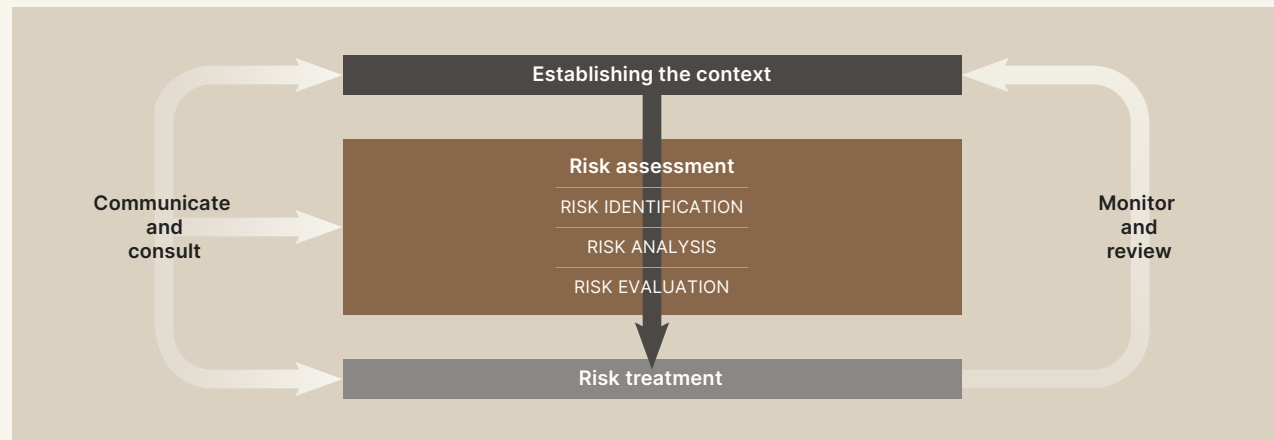 Establishing the context
Risk assessment
RISK IDENTIFICATION
RISK ANALYSIS
RISK EVALUATION
Risk treatment
Communicate
and
consult
Monitor
and
review